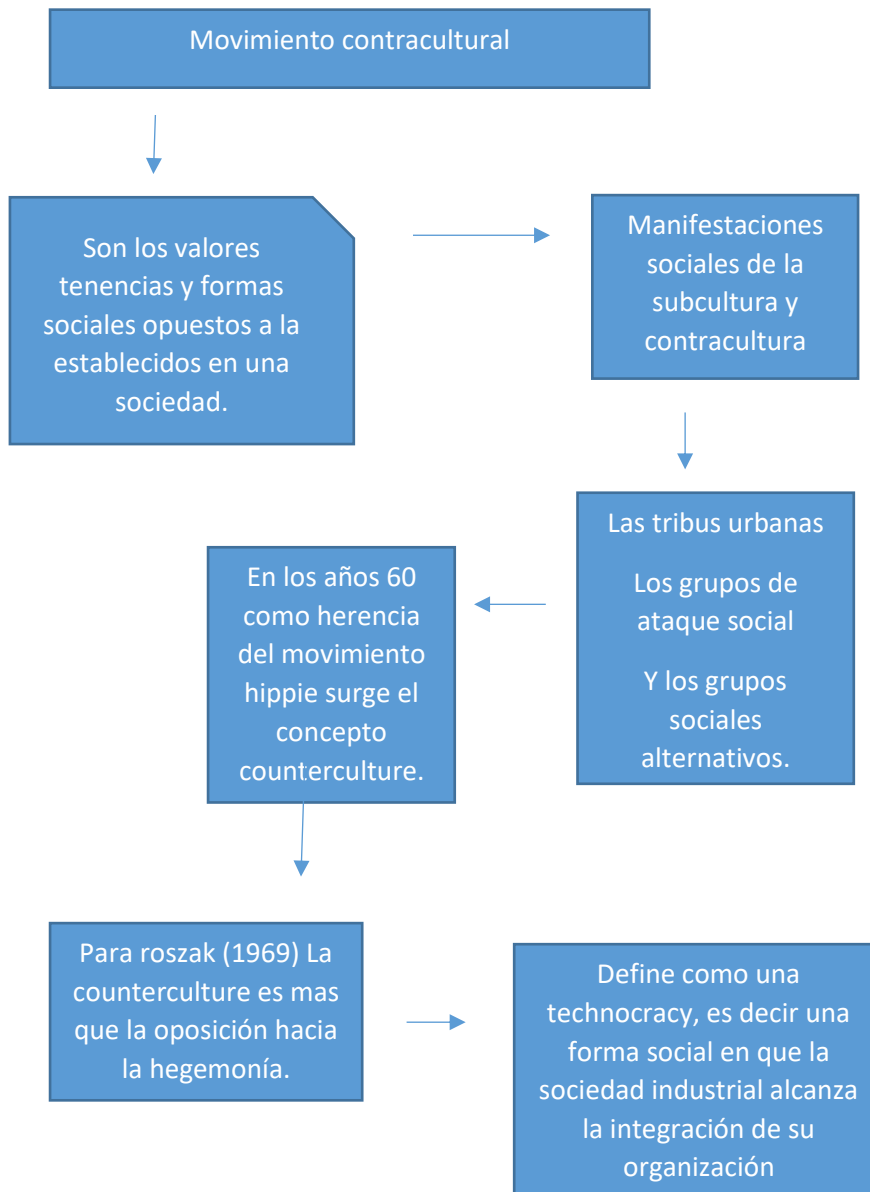 Movimiento contracultural
Son los valores
tenencias y formas
sociales opuestos a la
establecidos en una
sociedad.
Manifestaciones
sociales de la
subcultura y
contracultura
Las tribus urbanas
Los grupos de
ataque social
Y los grupos
sociales
alternativos.
En los años 60
como herencia
del movimiento
hippie surge el
concepto
counterculture.
Para roszak (1969) La
counterculture es mas
que la oposición hacia
la hegemonía.
Define como una
technocracy, es decir una
forma social en que la
sociedad industrial alcanza
la integración de su
organización